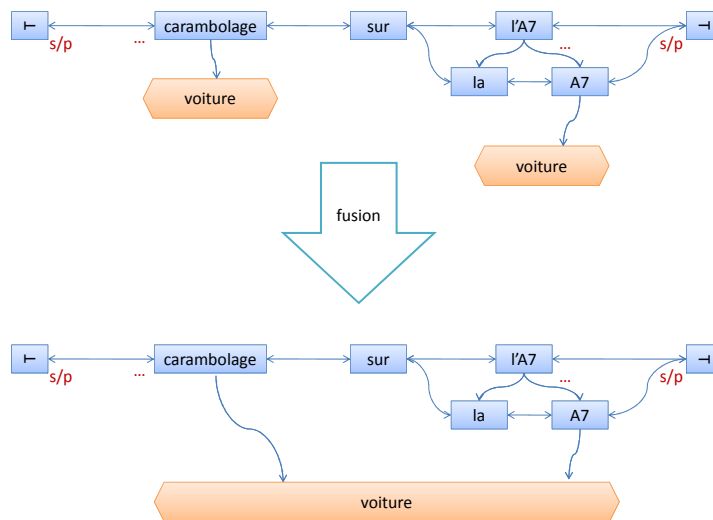 ⊢ carambolage sur l'A7 ⊣
s/p ... ... s/p
la A7
voiture
voiture
fusion
⊢ carambolage sur l'A7 ⊣
s/p ... ... s/p
la A7
voiture